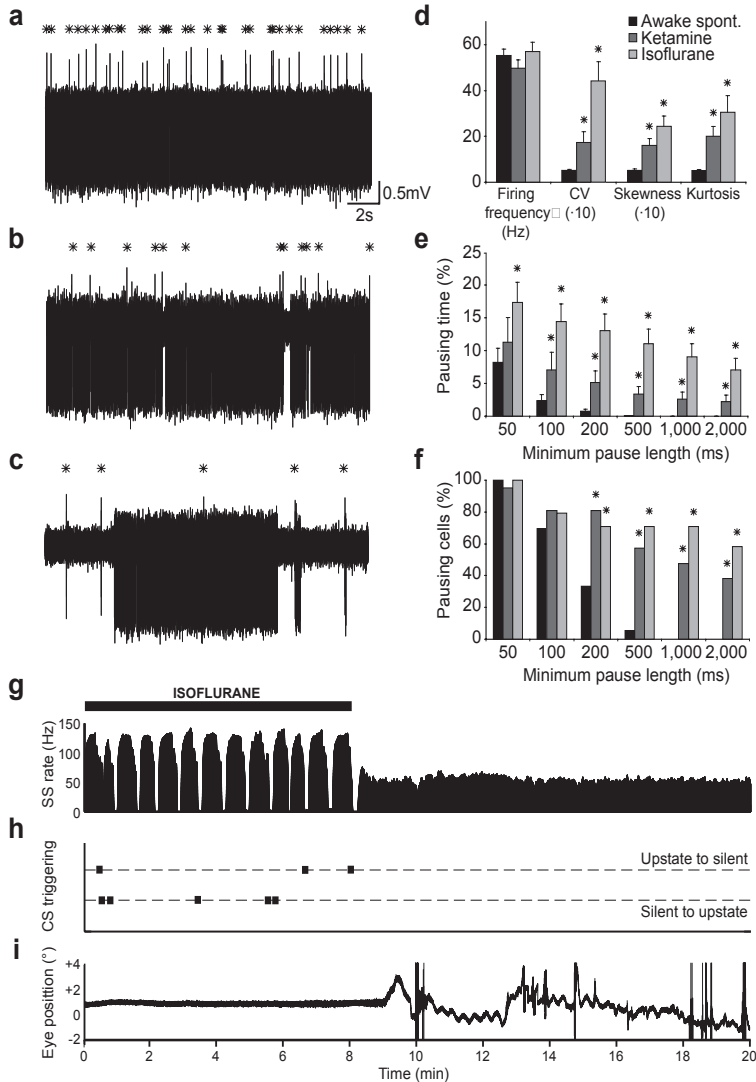 a
* * * * * * * * * * * * * * * * * * * * * * * * * * *
0.5mV
2s
b
* * * * * * * * * * * * *
c
* * * * *
d
Awake spont.
Ketamine
Isoflurane
60
40
20
0
* * * * * *
Firing frequency□ (Hz)
CV (·10)
Skewness (·10)
Kurtosis
e
Pausing time (%)
25
20
15
10
5
0
* * * * * * * * * * *
50 100 200 500 1,000 2,000
Minimum pause length (ms)
f
Pausing cells (%)
100
80
60
40
20
0
* * * * * * * *
50 100 200 500 1,000 2,000
Minimum pause length (ms)
g
ISOFLURANE
SS rate (Hz)
150
100
50
0
h
CS triggering
Upstate to silent
Silent to upstate
i
Eye posittion (°)
+4
+2
0
-2
0 2 4 6 8 10 12 14 16 18 20
Time (min)